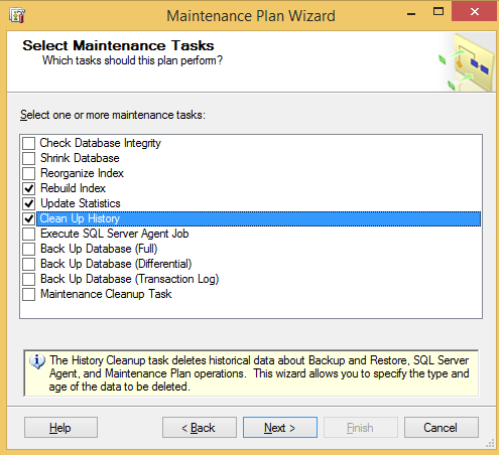 Maintenance Plan Wizard
Select Maintenance Tasks
Which tasks should this plan perform?
Select one or more maintenance tasks:
Check Database Integrity
Shrink Database
Reorganize Index
Rebuild Index
Update Statistics
Clean Up History
Execute SQL Server Agent Job
Back Up Database (Full)
Back Up Database (Differential)
Back Up Database (Transaction Log)
Maintenance Cleanup Task
The History Cleanup task deletes historical data about Backup and Restore, SQL Server
Agent, and Maintenance Plan operations. This wizard allows you to specify the type and
age of the data to be deleted.
Help < Back Next > Finish Cancel